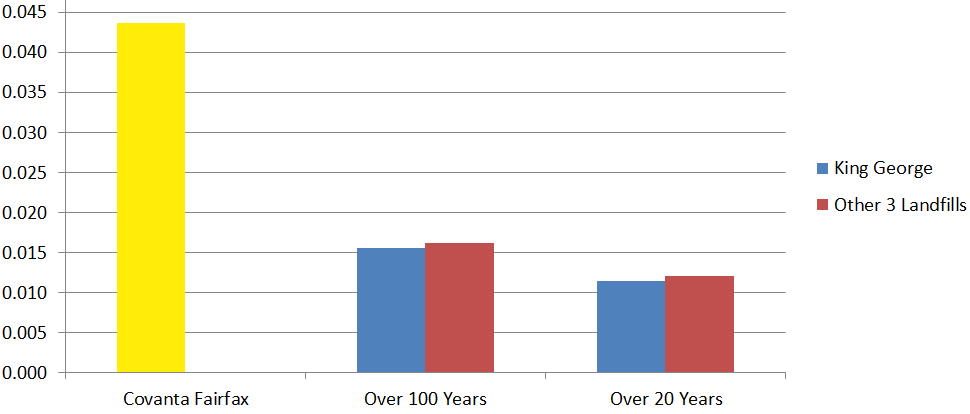 0.045
0.040
0.035
0.030
0.025
0.020
0.015
0.010
0.005
0.000
Covanta Fairfax
Over 100 Years
Over 20 Years
King George
Other 3 Landfills